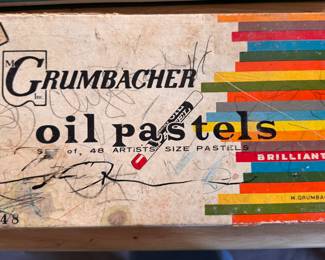 M.
GRUMBACHER
Inc.
oil pastels
SET of 48 ARTISTS' SIZE PASTELS
BRILLIANT
M.GRUMBA
48